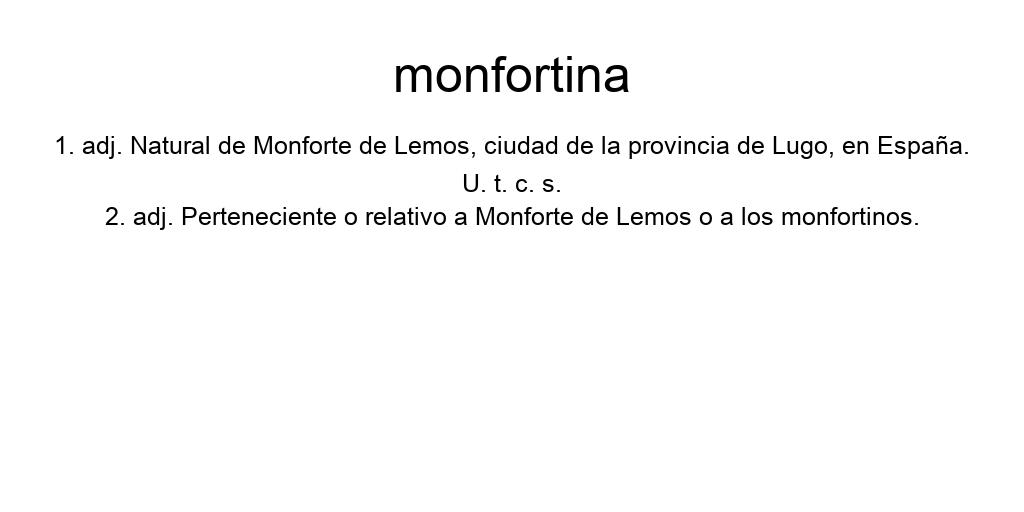 monfortina
1. adj. Natural de Monforte de Lemos, ciudad de la provincia de Lugo, en España.
U. t. c. s.
2. adj. Perteneciente o relativo a Monforte de Lemos o a los monfortinos.